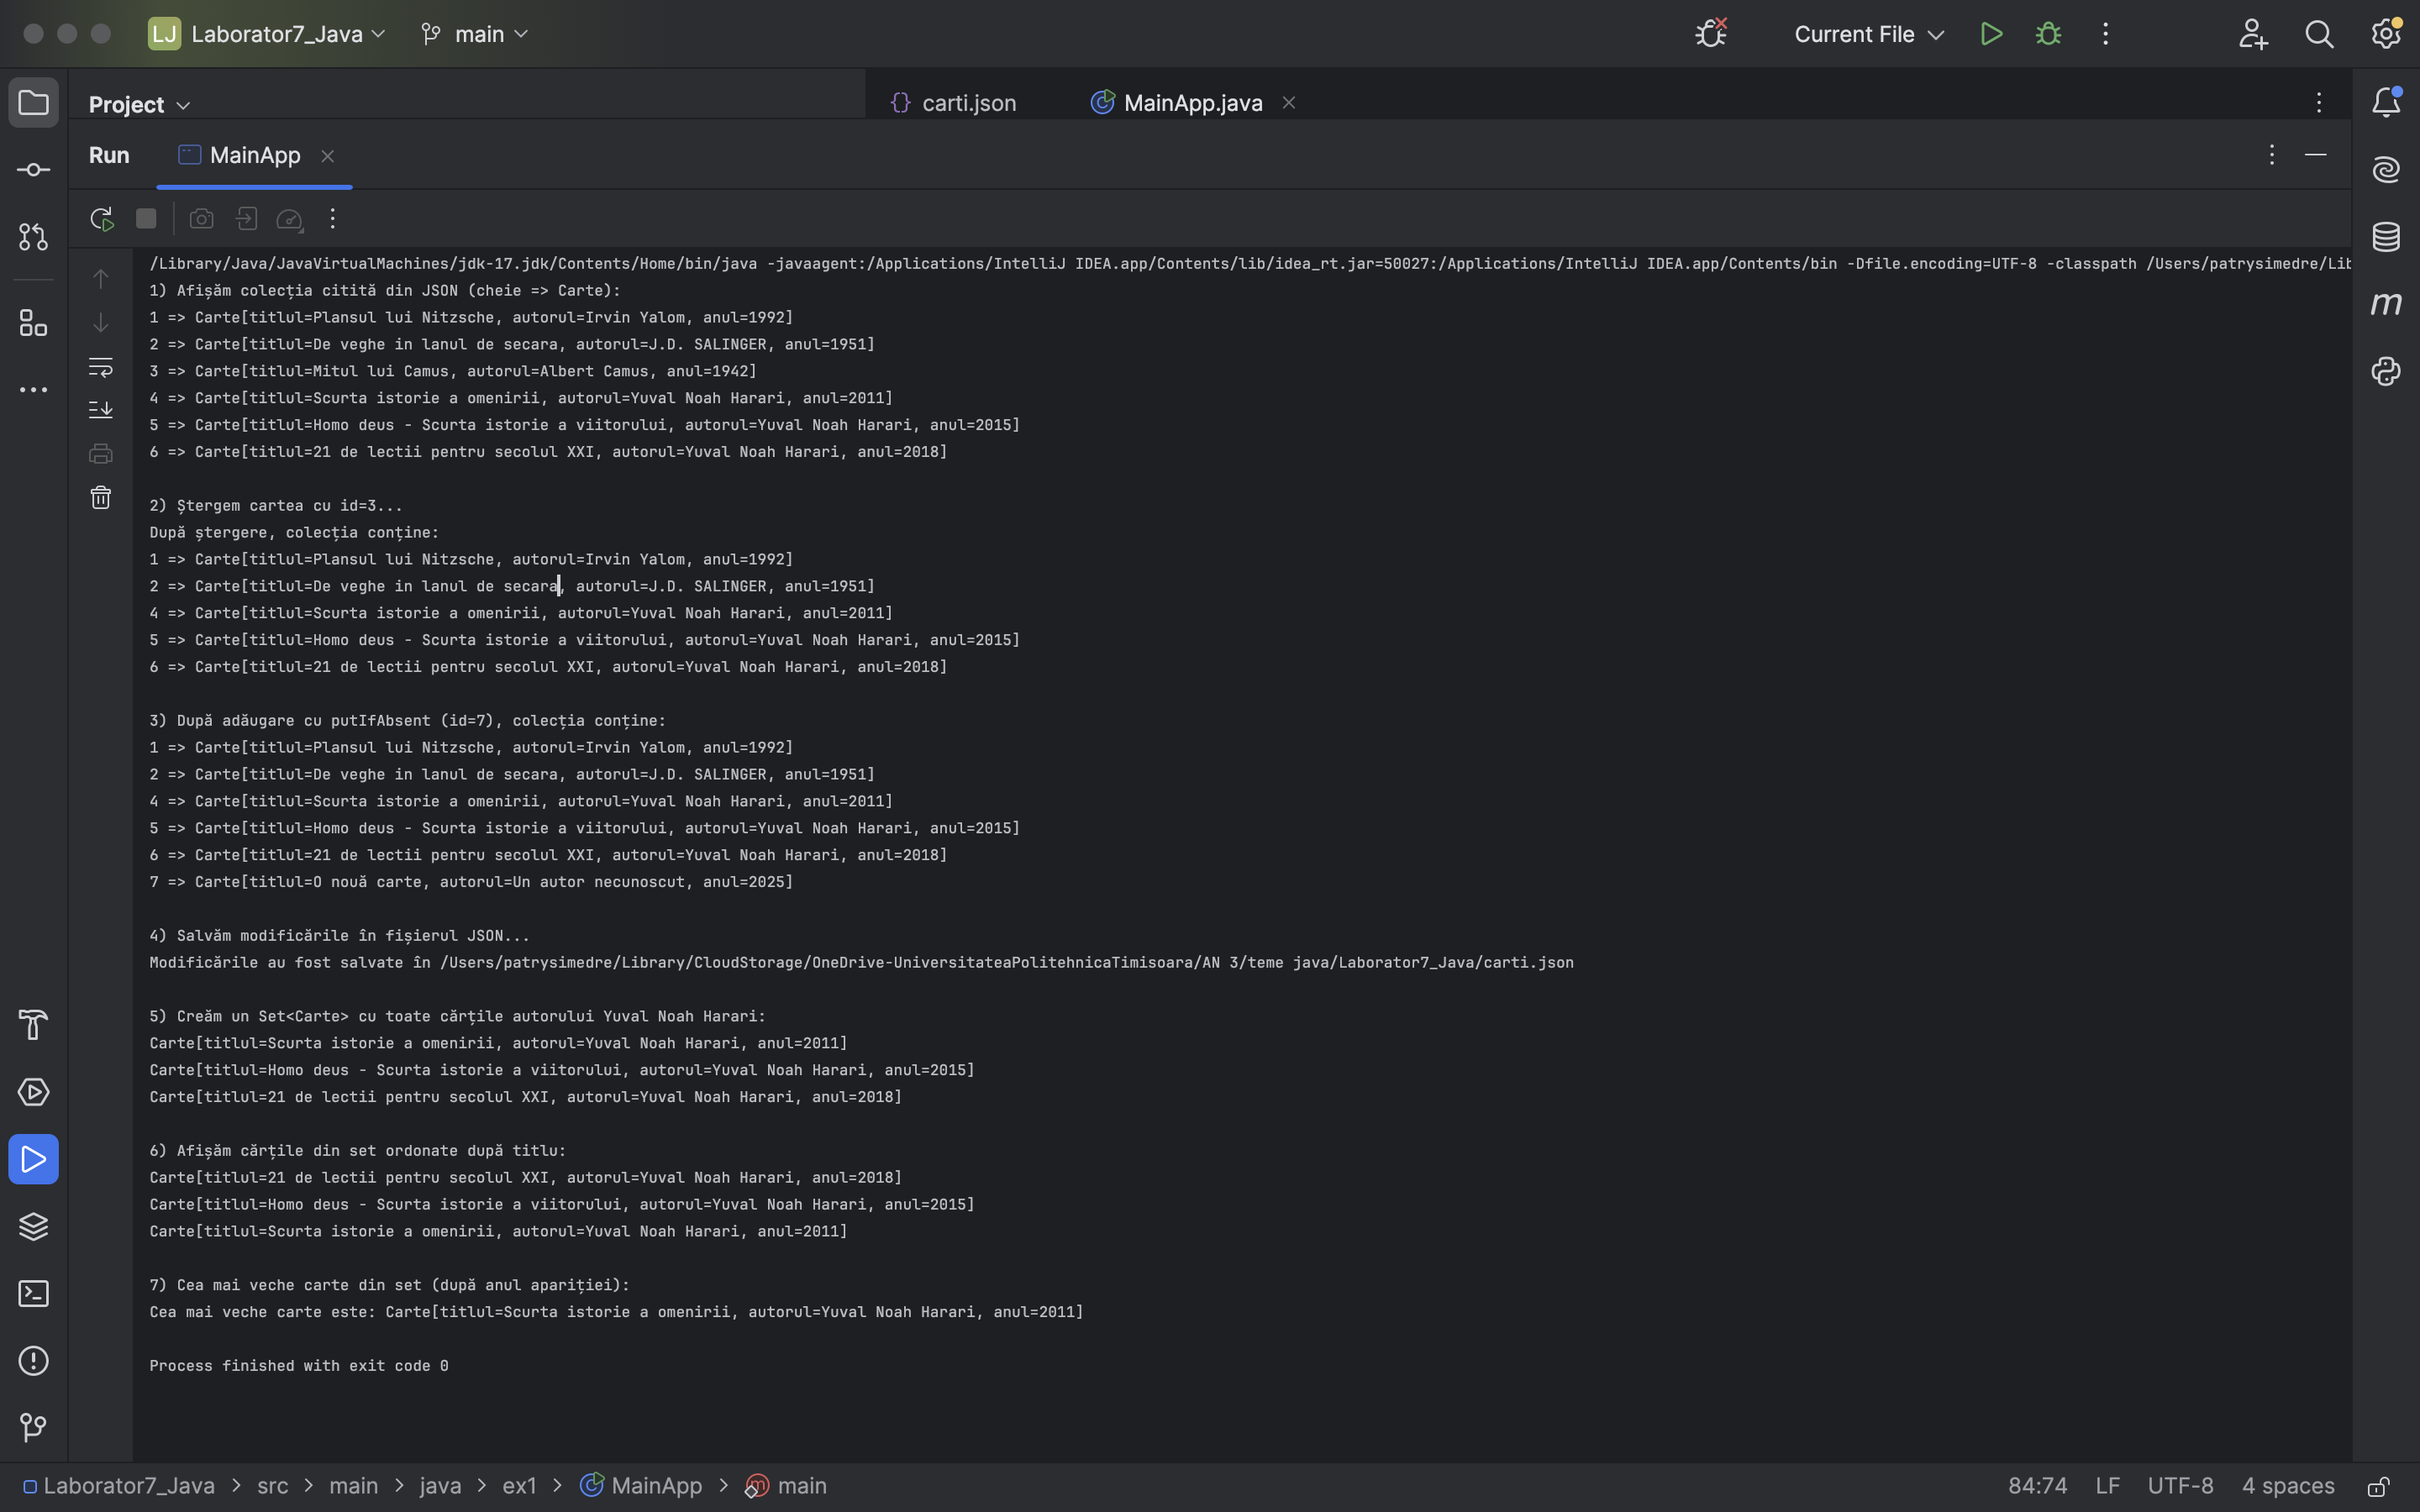 LJ Laborator7_Java main Current File
Project carti.json MainApp.java
Run MainApp
/Library/Java/JavaVirtualMachines/jdk-17.jdk/Contents/Home/bin/java -javaagent:/Applications/IntelliJ IDEA.app/Contents/lib/idea_rt.jar=50027:/Applications/IntelliJ IDEA.app/Contents/bin -Dfile.encoding=UTF-8 -classpath /Users/patrysimedre/Lib
1) Afișăm colecția citită din JSON (cheie => Carte):
1 => Carte[titlul=Plansul lui Nitzsche, autorul=Irvin Yalom, anul=1992]
2 => Carte[titlul=De veghe in lanul de secara, autorul=J.D. SALINGER, anul=1951]
3 => Carte[titlul=Mitul lui Camus, autorul=Albert Camus, anul=1942]
4 => Carte[titlul=Scurta istorie a omenirii, autorul=Yuval Noah Harari, anul=2011]
5 => Carte[titlul=Homo deus - Scurta istorie a viitorului, autorul=Yuval Noah Harari, anul=2015]
6 => Carte[titlul=21 de lectii pentru secolul XXI, autorul=Yuval Noah Harari, anul=2018]
2) Ștergem cartea cu id=3...
După ștergere, colecția conține:
1 => Carte[titlul=Plansul lui Nitzsche, autorul=Irvin Yalom, anul=1992]
2 => Carte[titlul=De veghe in lanul de secara, autorul=J.D. SALINGER, anul=1951]
4 => Carte[titlul=Scurta istorie a omenirii, autorul=Yuval Noah Harari, anul=2011]
5 => Carte[titlul=Homo deus - Scurta istorie a viitorului, autorul=Yuval Noah Harari, anul=2015]
6 => Carte[titlul=21 de lectii pentru secolul XXI, autorul=Yuval Noah Harari, anul=2018]
3) După adăugare cu putIfAbsent (id=7), colecția conține:
1 => Carte[titlul=Plansul lui Nitzsche, autorul=Irvin Yalom, anul=1992]
2 => Carte[titlul=De veghe in lanul de secara, autorul=J.D. SALINGER, anul=1951]
4 => Carte[titlul=Scurta istorie a omenirii, autorul=Yuval Noah Harari, anul=2011]
5 => Carte[titlul=Homo deus - Scurta istorie a viitorului, autorul=Yuval Noah Harari, anul=2015]
6 => Carte[titlul=21 de lectii pentru secolul XXI, autorul=Yuval Noah Harari, anul=2018]
7 => Carte[titlul=O nouă carte, autorul=Un autor necunoscut, anul=2025]
4) Salvăm modificările în fișierul JSON...
Modificările au fost salvate în /Users/patrysimedre/Library/CloudStorage/OneDrive-UniversitateaPolitehnicaTimisoara/AN 3/teme java/Laborator7_Java/carti.json
5) Creăm un Set<Carte> cu toate cărțile autorului Yuval Noah Harari:
Carte[titlul=Scurta istorie a omenirii, autorul=Yuval Noah Harari, anul=2011]
Carte[titlul=Homo deus - Scurta istorie a viitorului, autorul=Yuval Noah Harari, anul=2015]
Carte[titlul=21 de lectii pentru secolul XXI, autorul=Yuval Noah Harari, anul=2018]
6) Afișăm cărțile din set ordonate după titlu:
Carte[titlul=21 de lectii pentru secolul XXI, autorul=Yuval Noah Harari, anul=2018]
Carte[titlul=Homo deus - Scurta istorie a viitorului, autorul=Yuval Noah Harari, anul=2015]
Carte[titlul=Scurta istorie a omenirii, autorul=Yuval Noah Harari, anul=2011]
7) Cea mai veche carte din set (după anul apariției):
Cea mai veche carte este: Carte[titlul=Scurta istorie a omenirii, autorul=Yuval Noah Harari, anul=2011]
Process finished with exit code 0
Laborator7_Java > src > main > java > ex1 > MainApp > main 84:74 LF UTF-8 4 spaces